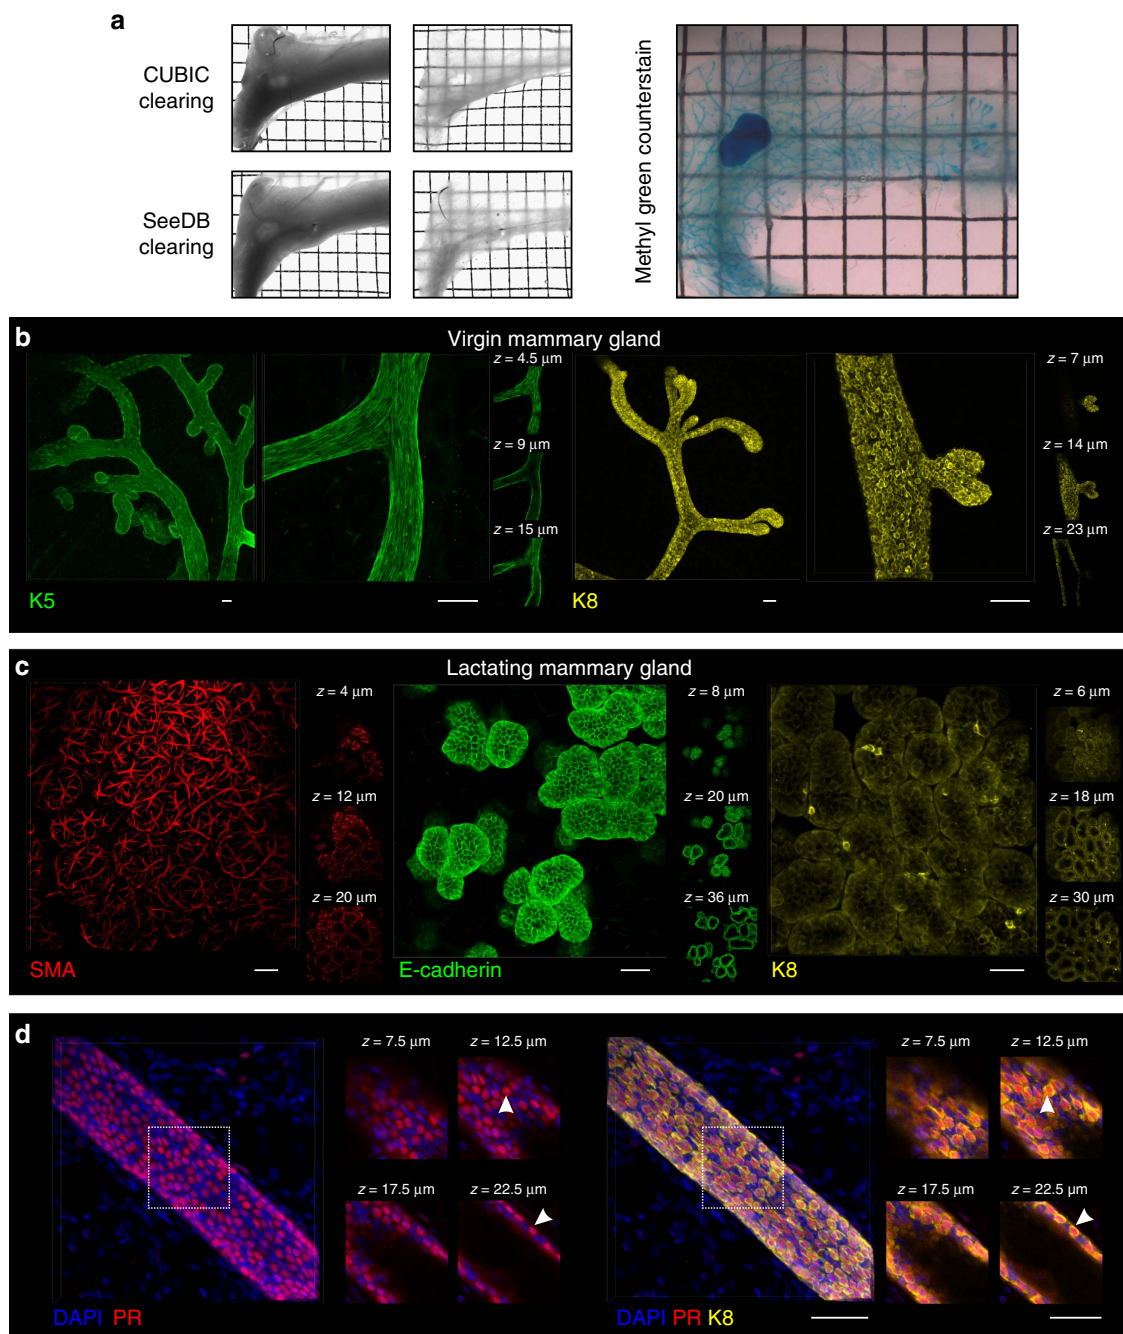 a
CUBIC
clearing
SeeDB
clearing
Methyl green counterstain
b
Virgin mammary gland
z = 4.5 µm
z = 9 µm
z = 15 µm
z = 7 µm
z = 14 µm
z = 23 µm
K5
K8
c
Lactating mammary gland
z = 4 µm
z = 12 µm
z = 20 µm
z = 8 µm
z = 20 µm
z = 36 µm
z = 6 µm
z = 18 µm
z = 30 µm
SMA
E-cadherin
K8
d
z = 7.5 µm
z = 12.5 µm
z = 17.5 µm
z = 22.5 µm
z = 7.5 µm
z = 12.5 µm
z = 17.5 µm
z = 22.5 µm
DAPI PR
DAPI PR K8